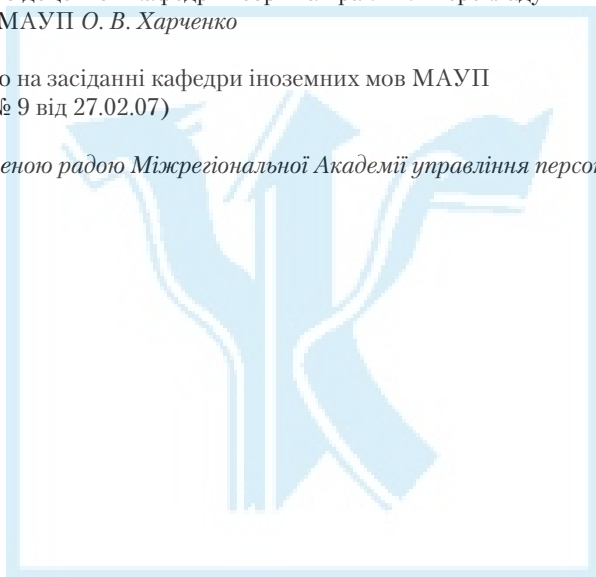 МАУП О. В. Харченко
о на засіданні кафедри іноземних мов МАУП
№ 9 від 27.02.07)
еною радою Міжрегіональної Академії управління персо